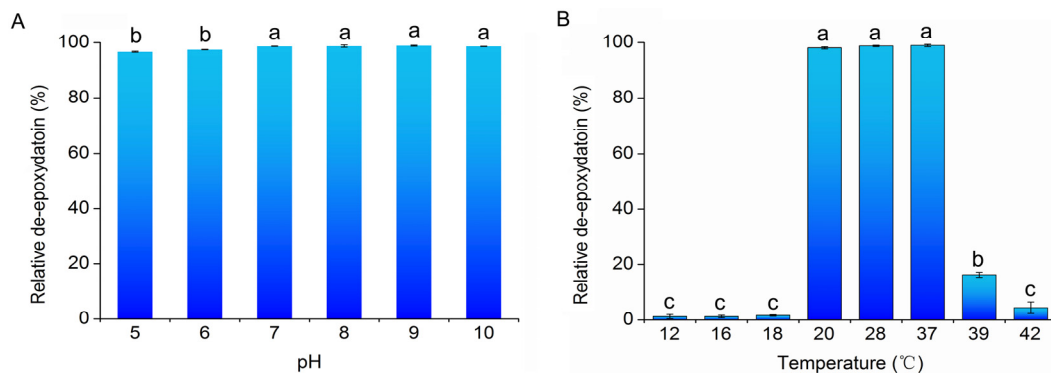 A
Relative de-epoxydatoin (%)
100
80
60
40
20
0
b b a a a a
5 6 7 8 9 10
pH
B
Relative de-epoxydatoin (%)
100
80
60
40
20
0
c c c a a a b c
12 16 18 20 28 37 39 42
Temperature (℃)